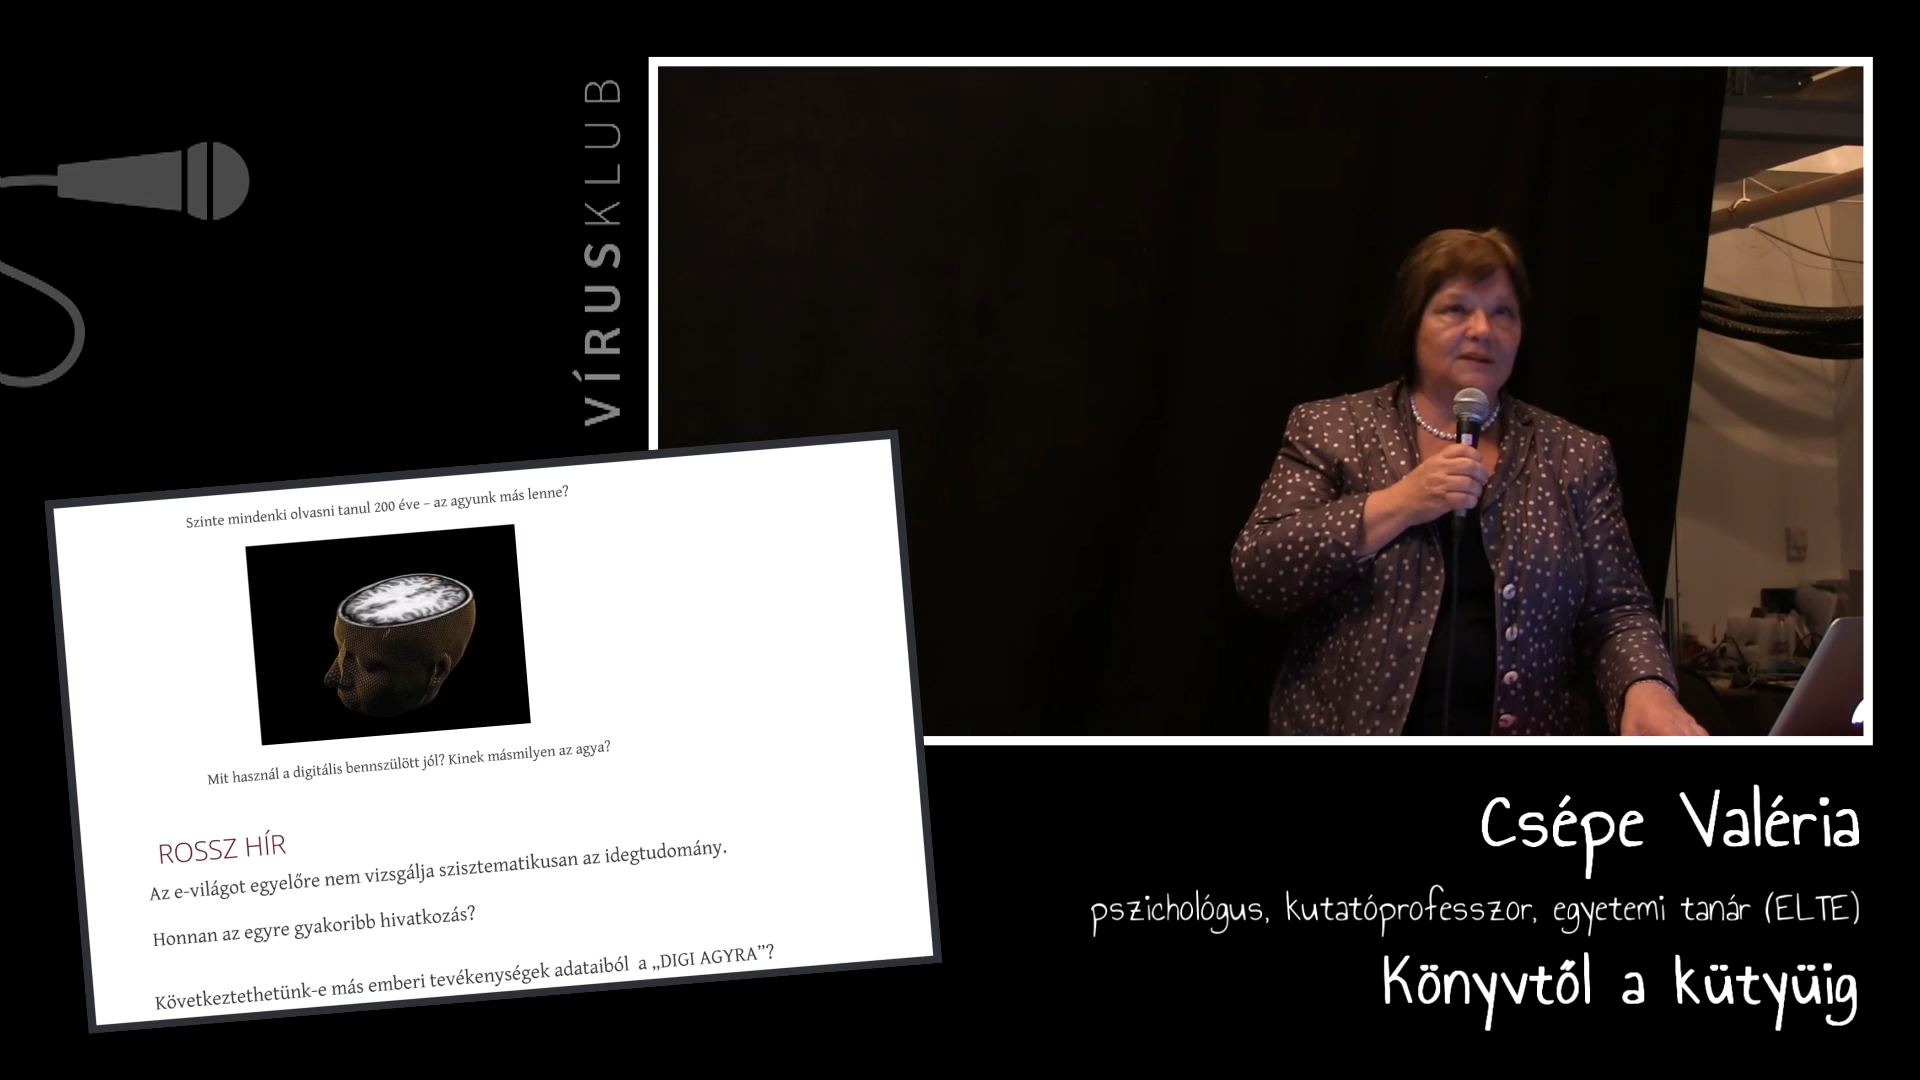 VÍRUSKLUB
Szinte mindenki olvasni tanul 200 éve – az agyunk más lenne?
Mit használ a digitális bennszülött jól? Kinek másmilyen az agya?
ROSSZ HÍR
Az e-világot egyelőre nem vizsgálja szisztematikusan az idegtudomány.
Honnan az egyre gyakoribb hivatkozás?
Következtethetünk-e más emberi tevékenységek adataiból a „DIGI AGYRA”?
Csépe Valéria
pszichológus, kutatóprofesszor, egyetemi tanár (ELTE)
Könyvtől a kütyüig